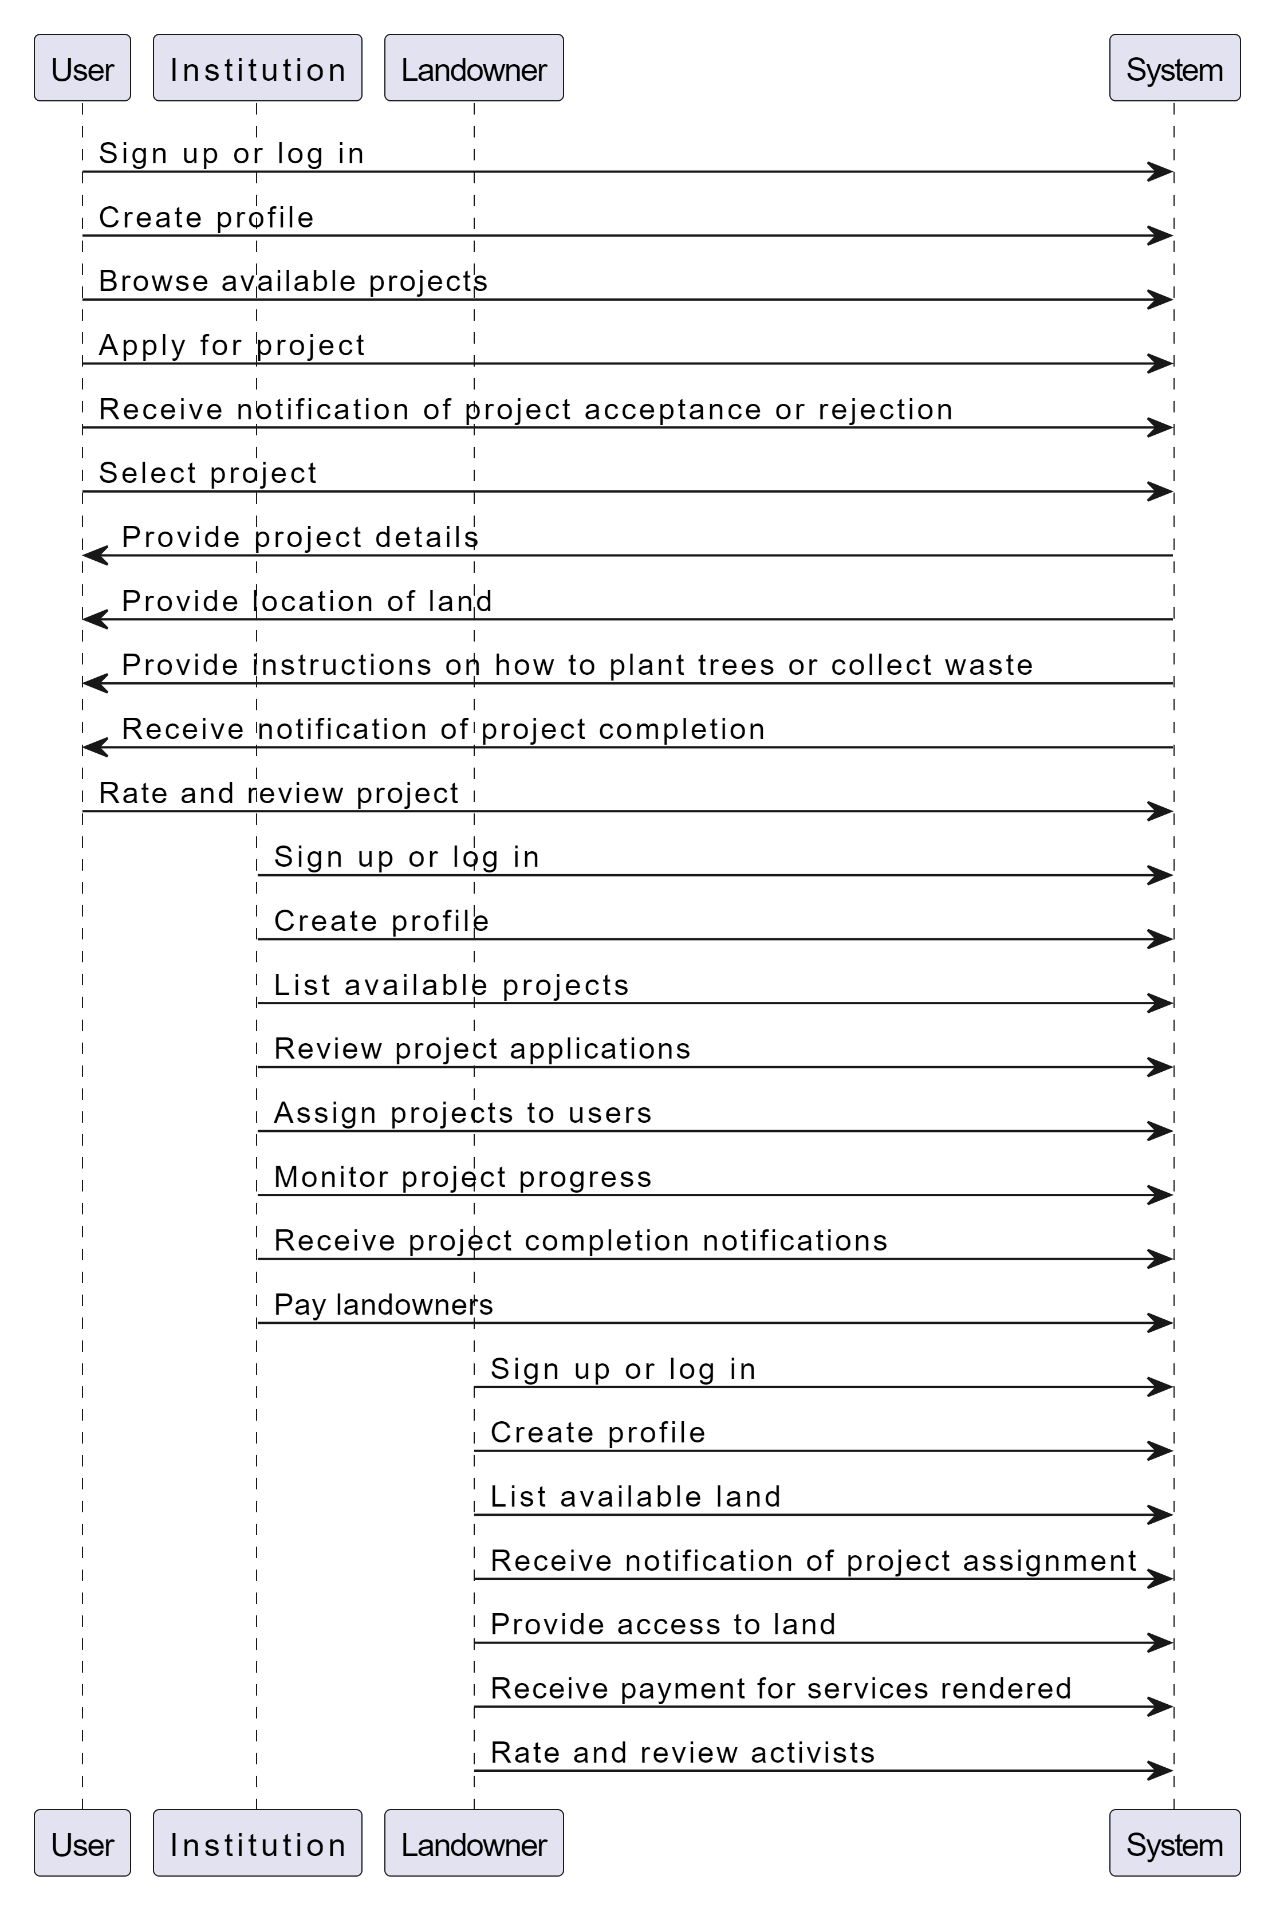 User
Institution
Landowner
System
Sign up or log in
Create profile
Browse available projects
Apply for project
Receive notification of project acceptance or rejection
Select project
Provide project details
Provide location of land
Provide instructions on how to plant trees or collect waste
Receive notification of project completion
Rate and review project
Sign up or log in
Create profile
List available projects
Review project applications
Assign projects to users
Monitor project progress
Receive project completion notifications
Pay landowners
Sign up or log in
Create profile
List available land
Receive notification of project assignment
Provide access to land
Receive payment for services rendered
Rate and review activists
User
Institution
Landowner
System